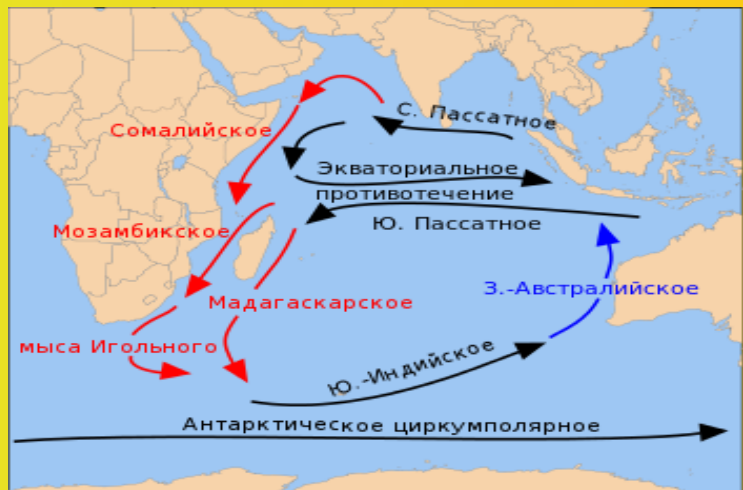 С. Пассатное
Сомалийское
Экваториальное
противотечение
Мозамбикское
Ю. Пассатное
З.-Австралийское
Мадагаскарское
мыса Игольного
Ю.-Индийское
Антарктическое циркумполярное